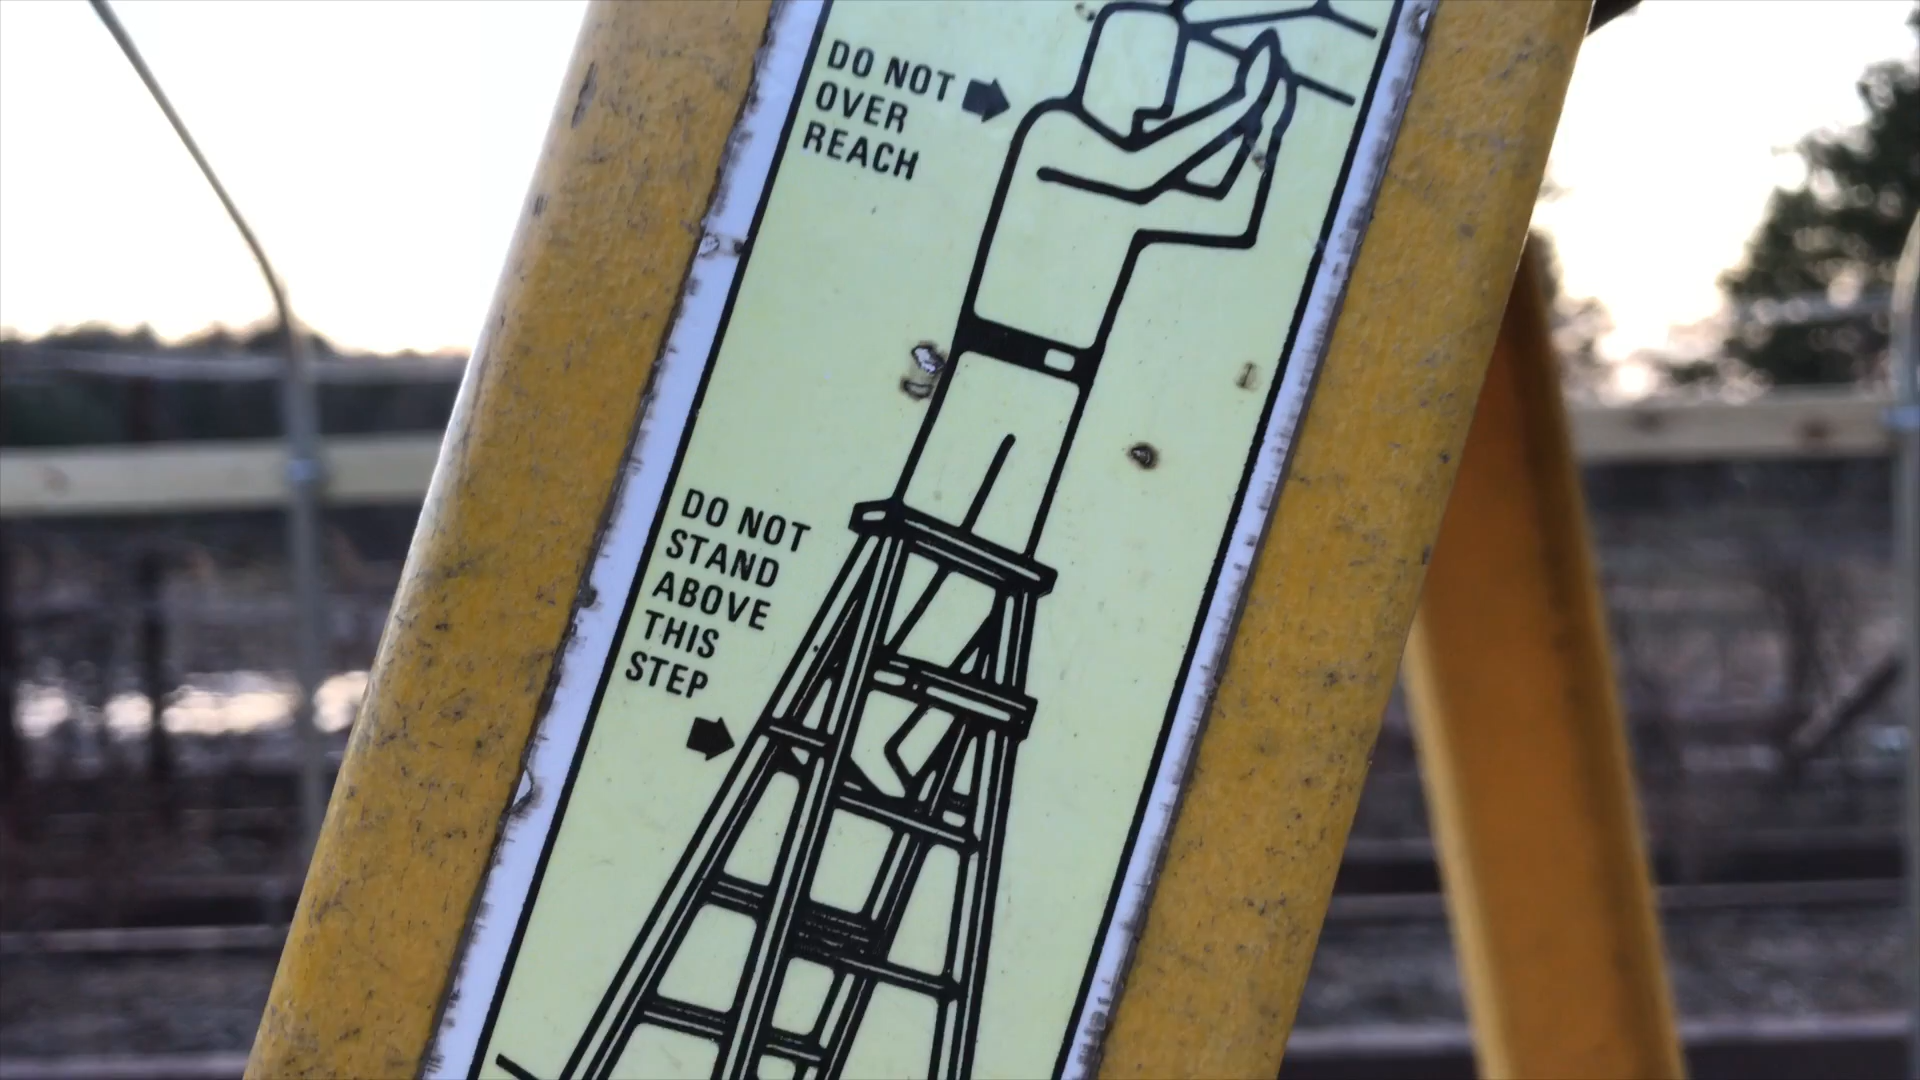 DO NOT
OVER
REACH
DO NOT
STAND
ABOVE
THIS
STEP